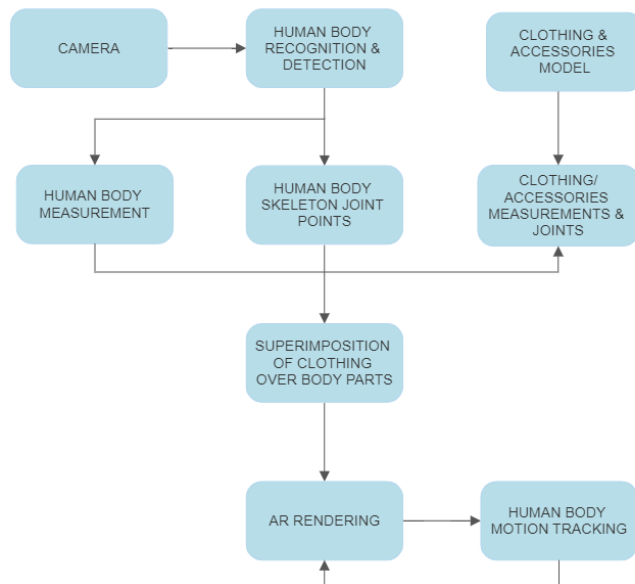 CAMERA
HUMAN BODY
RECOGNITION &
DETECTION
CLOTHING &
ACCESSORIES
MODEL
HUMAN BODY
MEASUREMENT
HUMAN BODY
SKELETON JOINT
POINTS
CLOTHING/
ACCESSORIES
MEASUREMENTS &
JOINTS
SUPERIMPOSITION
OF CLOTHING
OVER BODY PARTS
AR RENDERING
HUMAN BODY
MOTION TRACKING